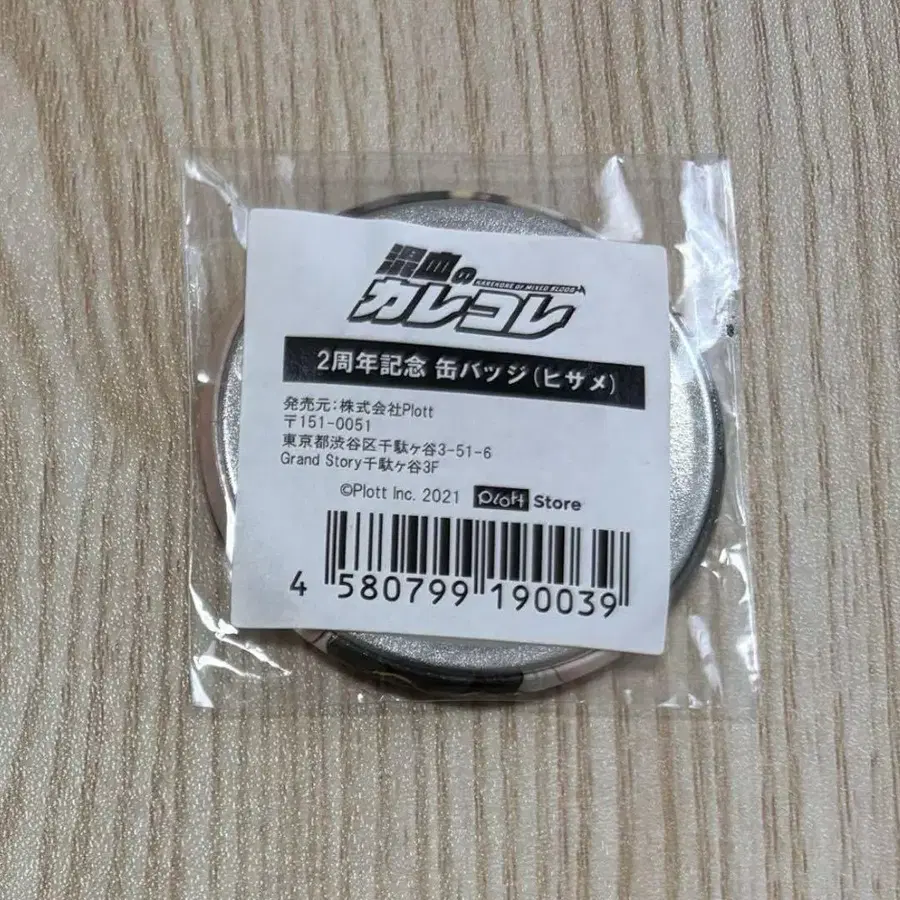 混血の
KAREKORE OF MIXED BLOOD
カレコレ
2周年記念 缶バッジ(ヒサメ)
発売元:株式会社Plott
〒151-0051
東京都渋谷区千駄ヶ谷3-51-6
Grand Story千駄ヶ谷3F
©Plott Inc. 2021 Plott Store
4 580799 190039